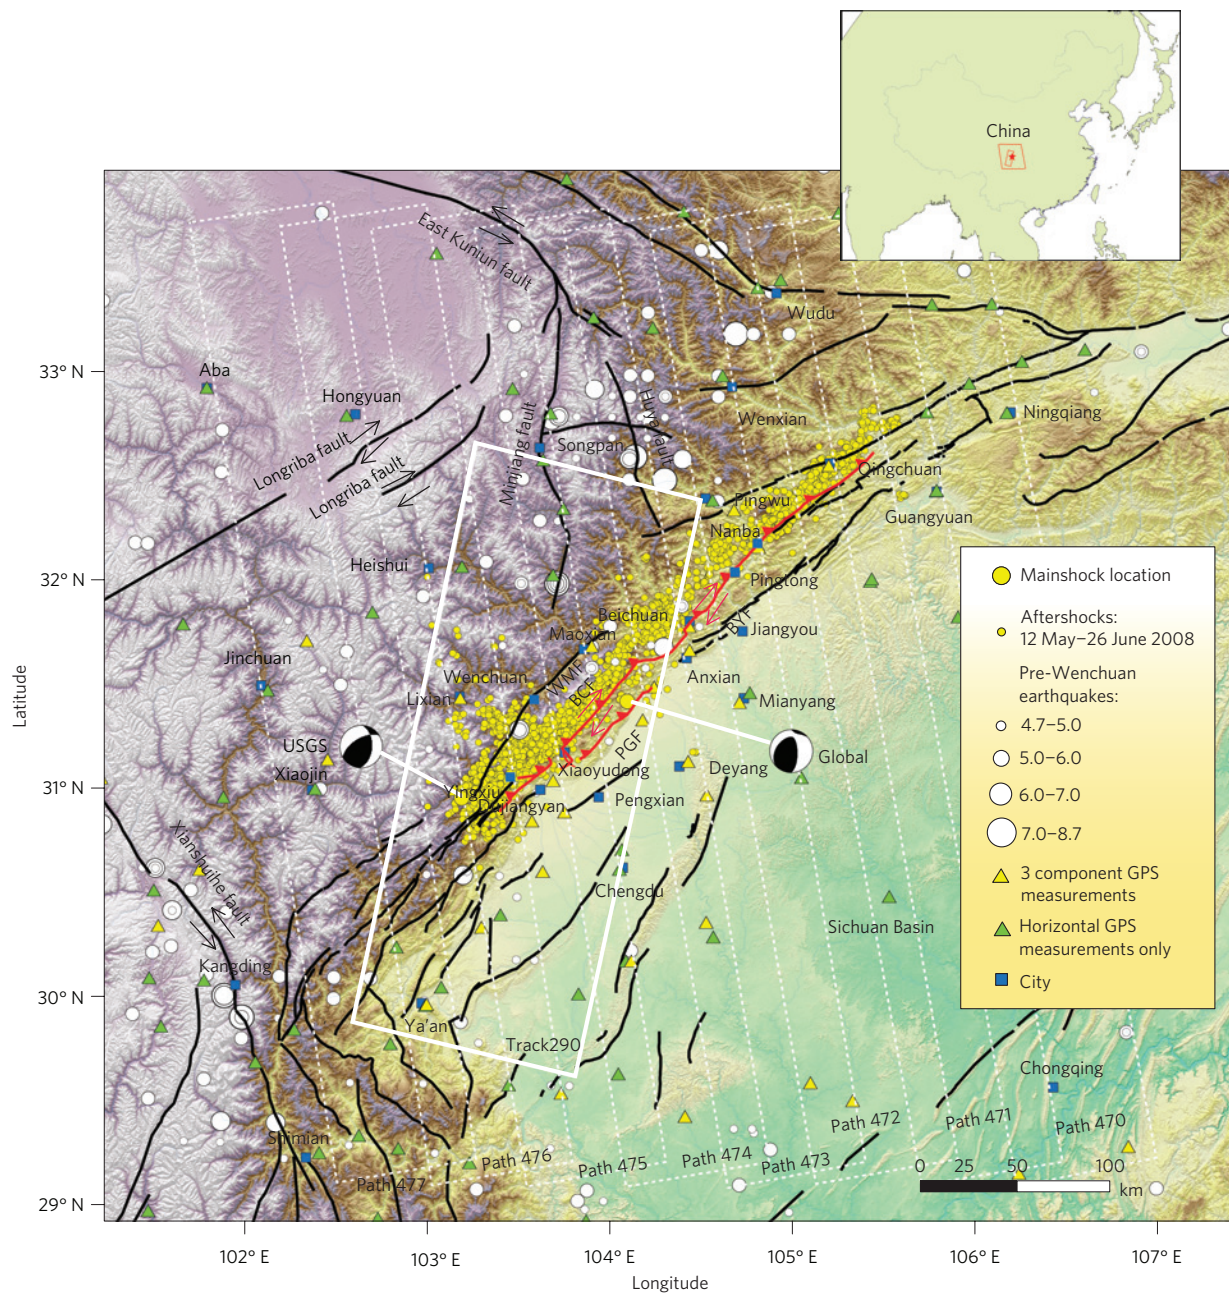 China
East Kunlun fault
Wudu
33° N
Aba
Hongyuan
Huya fault
Wenxian
Ningqiang
Minjiang fault
Songpan
Longriba fault
Longriba fault
Qingchuan
Pingwu
Guangyuan
Nanba
Heishui
32° N
Pingtong
Mainshock location
Beichuan
BYF
Aftershocks:
12 May–26 June 2008
Maoxian
Jiangyou
Jinchuan
Wenchuan
WMF
Anxian
Pre-Wenchuan
earthquakes:
Lixian
BCF
Mianyang
4.7–5.0
USGS
PGF
Global
5.0–6.0
Xiaojin
31° N
Xiaoyudong
Deyang
Yingxiu
Dujiangyan
Pengxian
6.0–7.0
7.0–8.7
Xianshuihe fault
Chengdu
3 component GPS
measurements
Sichuan Basin
Horizontal GPS
measurements only
Kangding
City
30° N
Ya'an
Track290
Chongqing
Shimian
Path 477
Path 476
Path 475
Path 474
Path 473
Path 472
Path 471
Path 470
0 25 50 100
km
29° N
102° E 103° E 104° E 105° E 106° E 107° E
Longitude
Latitude